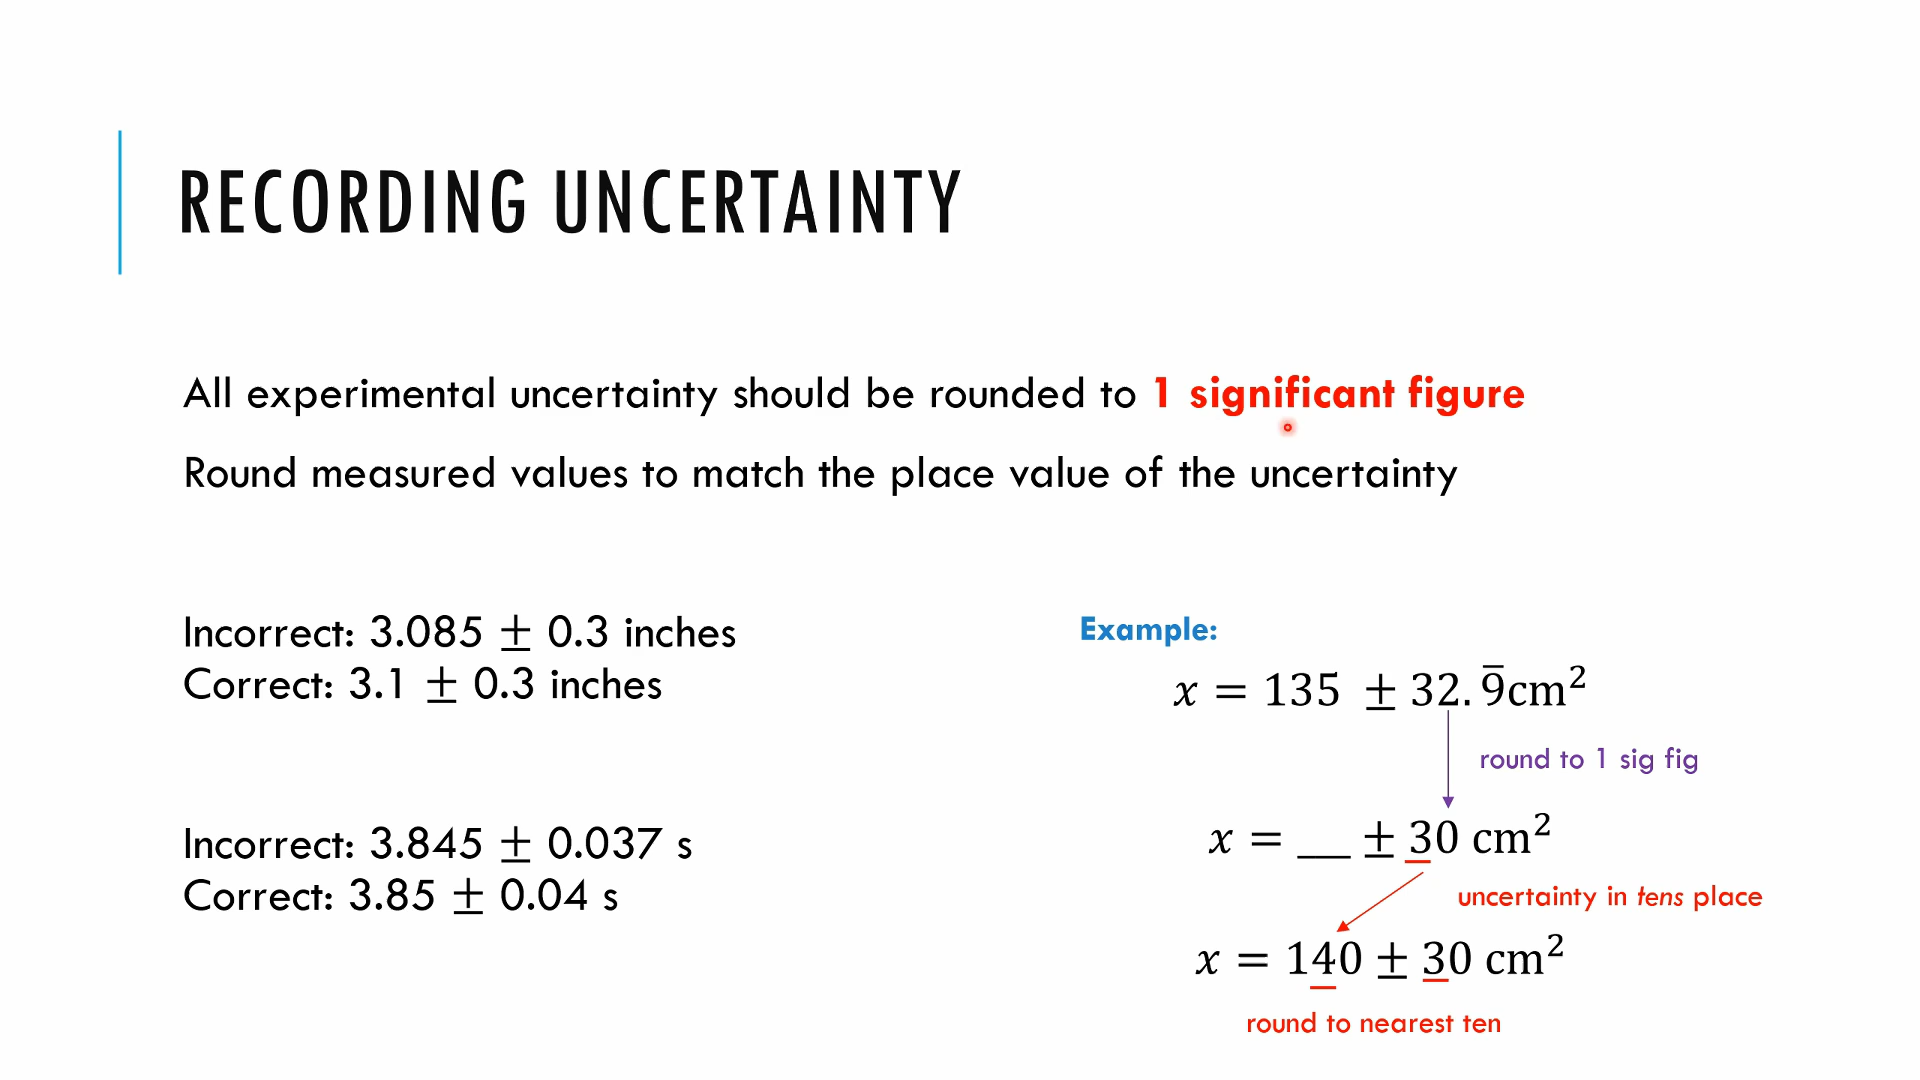 RECORDING UNCERTAINTY
All experimental uncertainty should be rounded to 1 significant figure
Round measured values to match the place value of the uncertainty
Incorrect: 3.085 ± 0.3 inches
Correct: 3.1 ± 0.3 inches
Incorrect: 3.845 ± 0.037 s
Correct: 3.85 ± 0.04 s
Example:
x = 135 ± 32.9̅cm²
round to 1 sig fig
x = __ ± 30 cm²
uncertainty in tens place
x = 140 ± 30 cm²
round to nearest ten